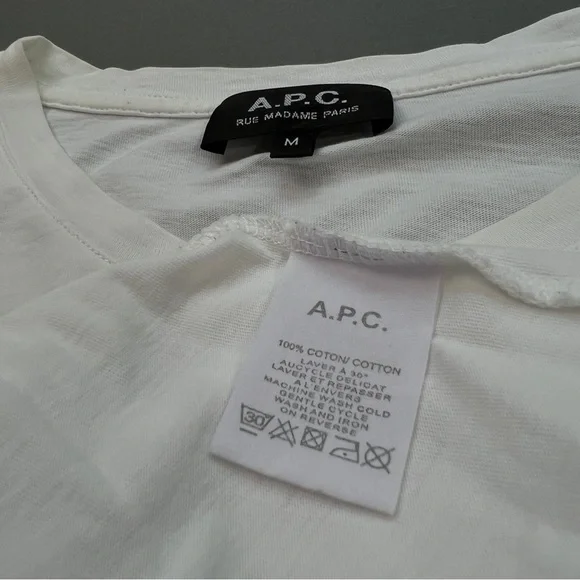 A.P.C.
RUE MADAME PARIS
M
A.P.C.
100% COTON/ COTTON
LAVER À 30°
AUCYCLE DELICAT
LAVER ET REPASSER
A L'ENVERS
MACHINE WASH COLD
GENTLE CYCLE
WASH AND IRON
ON REVERSE
30